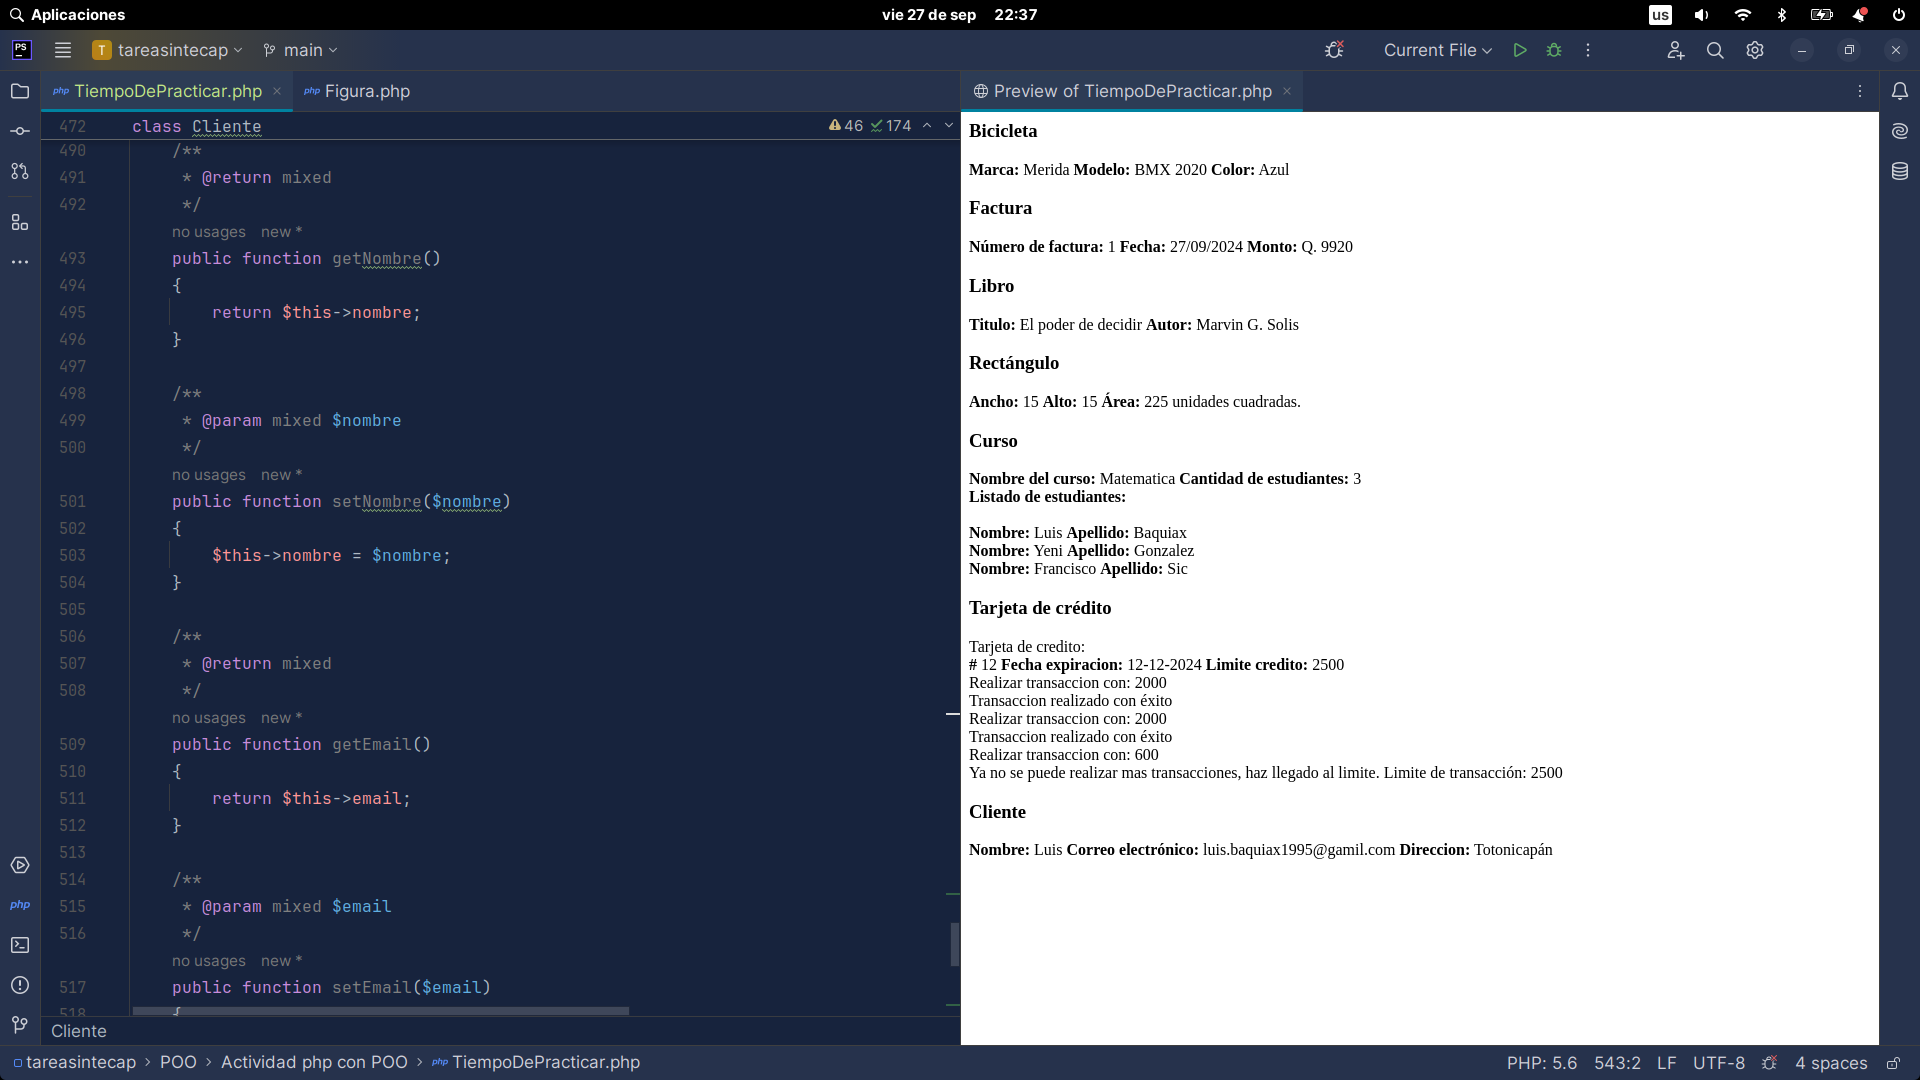 Aplicaciones
vie 27 de sep 22:37
us
PS
T tareasintecap
main
Current File
php TiempoDePracticar.php
php Figura.php
Preview of TiempoDePracticar.php
472 class Cliente
46 174
490 /**
491 * @return mixed
492 */
no usages new *
493 public function getNombre()
494 {
495 return $this->nombre;
496 }
497
498 /**
499 * @param mixed $nombre
500 */
no usages new *
501 public function setNombre($nombre)
502 {
503 $this->nombre = $nombre;
504 }
505
506 /**
507 * @return mixed
508 */
no usages new *
509 public function getEmail()
510 {
511 return $this->email;
512 }
513
514 /**
515 * @param mixed $email
516 */
no usages new *
517 public function setEmail($email)
518 {
Cliente
php
Bicicleta
Marca: Merida Modelo: BMX 2020 Color: Azul
Factura
Número de factura: 1 Fecha: 27/09/2024 Monto: Q. 9920
Libro
Titulo: El poder de decidir Autor: Marvin G. Solis
Rectángulo
Ancho: 15 Alto: 15 Área: 225 unidades cuadradas.
Curso
Nombre del curso: Matematica Cantidad de estudiantes: 3
Listado de estudiantes:
Nombre: Luis Apellido: Baquiax
Nombre: Yeni Apellido: Gonzalez
Nombre: Francisco Apellido: Sic
Tarjeta de crédito
Tarjeta de credito:
# 12 Fecha expiracion: 12-12-2024 Limite credito: 2500
Realizar transaccion con: 2000
Transaccion realizado con éxito
Realizar transaccion con: 2000
Transaccion realizado con éxito
Realizar transaccion con: 600
Ya no se puede realizar mas transacciones, haz llegado al limite. Limite de transacción: 2500
Cliente
Nombre: Luis Correo electrónico: luis.baquiax1995@gamil.com Direccion: Totonicapán
tareasintecap > POO > Actividad php con POO > php TiempoDePracticar.php
PHP: 5.6 543:2 LF UTF-8 4 spaces